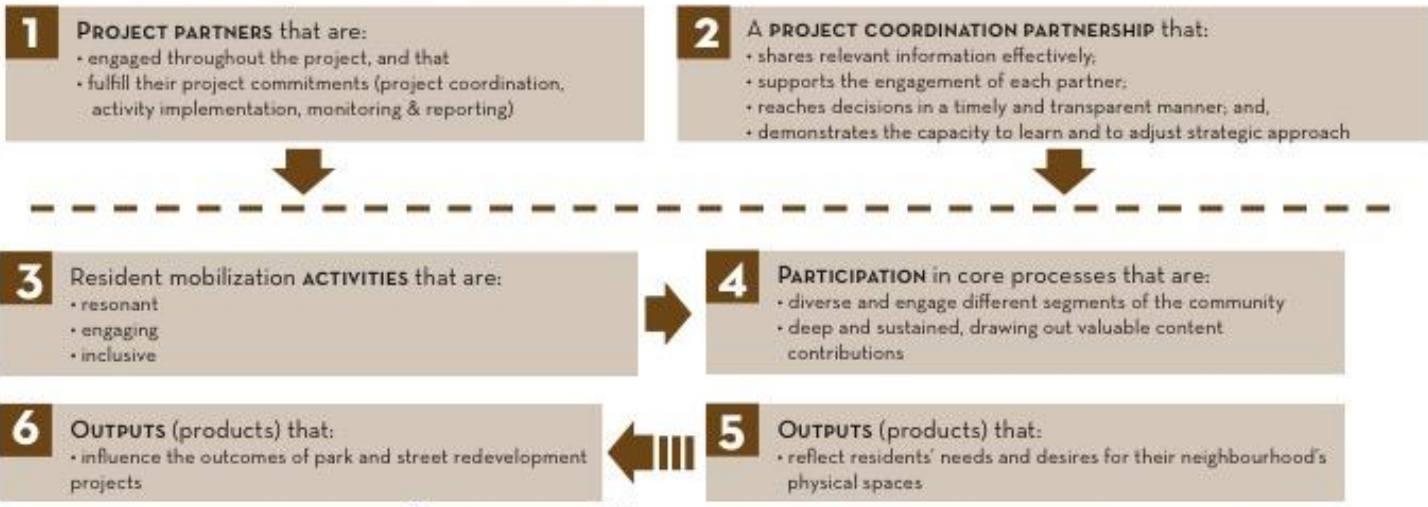 1
PROJECT PARTNERS that are:
• engaged throughout the project, and that
• fulfill their project commitments (project coordination,
activity implementation, monitoring & reporting)
2
A PROJECT COORDINATION PARTNERSHIP that:
• shares relevant information effectively;
• supports the engagement of each partner;
• reaches decisions in a timely and transparent manner; and,
• demonstrates the capacity to learn and to adjust strategic approach
3
Resident mobilization ACTIVITIES that are:
• resonant
• engaging
• inclusive
4
PARTICIPATION in core processes that are:
• diverse and engage different segments of the community
• deep and sustained, drawing out valuable content
contributions
6
OUTPUTS (products) that:
• influence the outcomes of park and street redevelopment
projects
5
OUTPUTS (products) that:
• reflect residents' needs and desires for their neighbourhood's
physical spaces